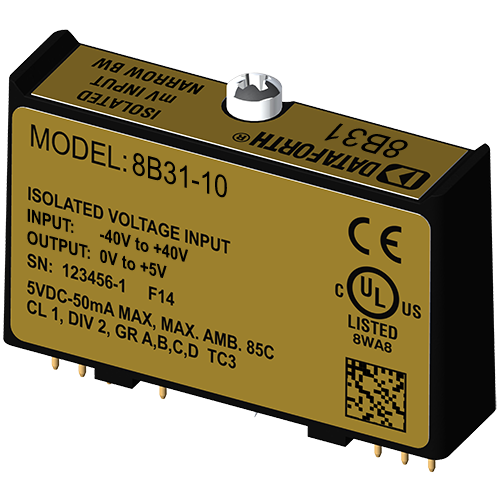 ISOLATED
mV INPUT
NARROW BW
DATAFORTH®
8B31
MODEL: 8B31-10
ISOLATED VOLTAGE INPUT
INPUT: -40V to +40V
OUTPUT: 0V to +5V
SN: 123456-1 F14
5VDC-50mA MAX, MAX. AMB. 85C
CL 1, DIV 2, GR A,B,C,D TC3
CE
C UL US
LISTED
8WA8